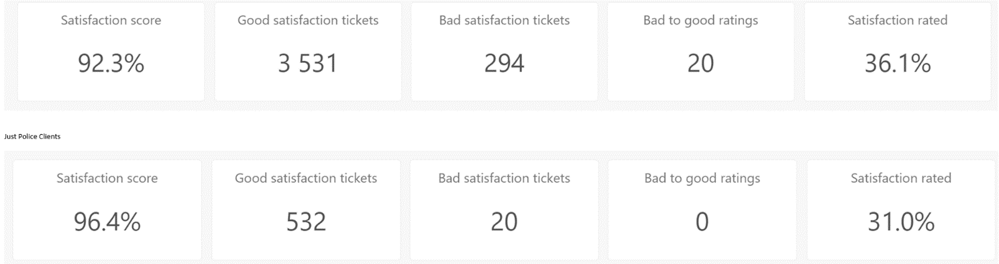 Satisfaction score Good satisfaction tickets Bad satisfaction tickets Bad to good ratings Satisfaction rated
92.3% 3 531 294 20 36.1%
Just Police Clients
Satisfaction score Good satisfaction tickets Bad satisfaction tickets Bad to good ratings Satisfaction rated
96.4% 532 20 0 31.0%